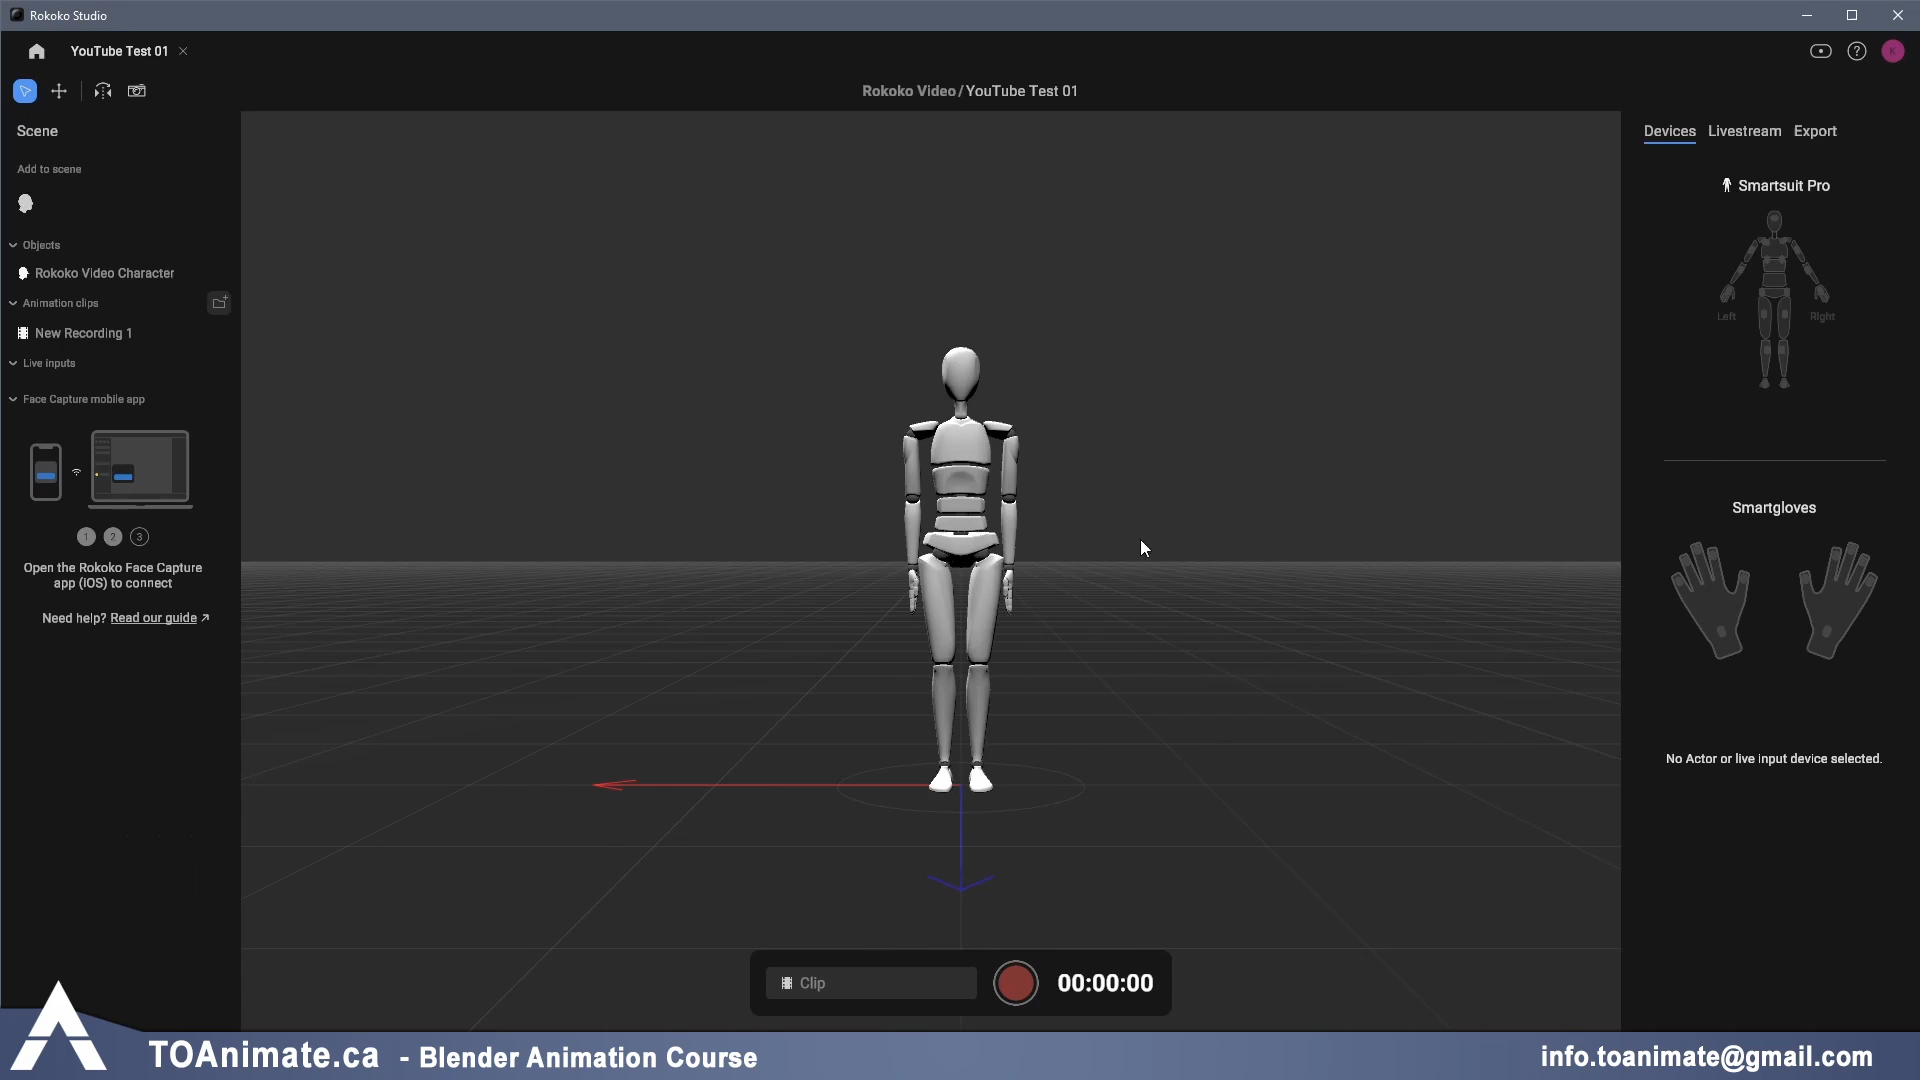 Rokoko Studio
YouTube Test 01
K
Rokoko Video / YouTube Test 01
Scene
Add to scene
Objects
Rokoko Video Character
Animation clips
New Recording 1
Live inputs
Face Capture mobile app
1 2 3
Open the Rokoko Face Capture
app (iOS) to connect
Need help? Read our guide ↗
Devices Livestream Export
Smartsuit Pro
Left Right
Smartgloves
No Actor or live input device selected.
Clip
00:00:00
TOAnimate.ca - Blender Animation Course
info.toanimate@gmail.com